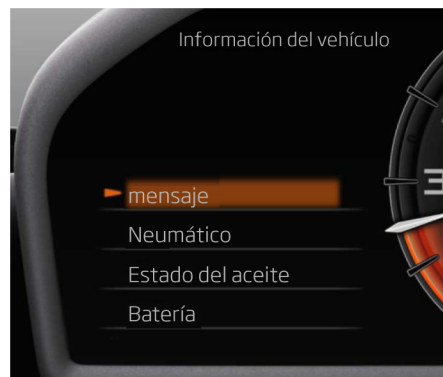 Información del vehículo
mensaje
Neumático
Estado del aceite
Batería